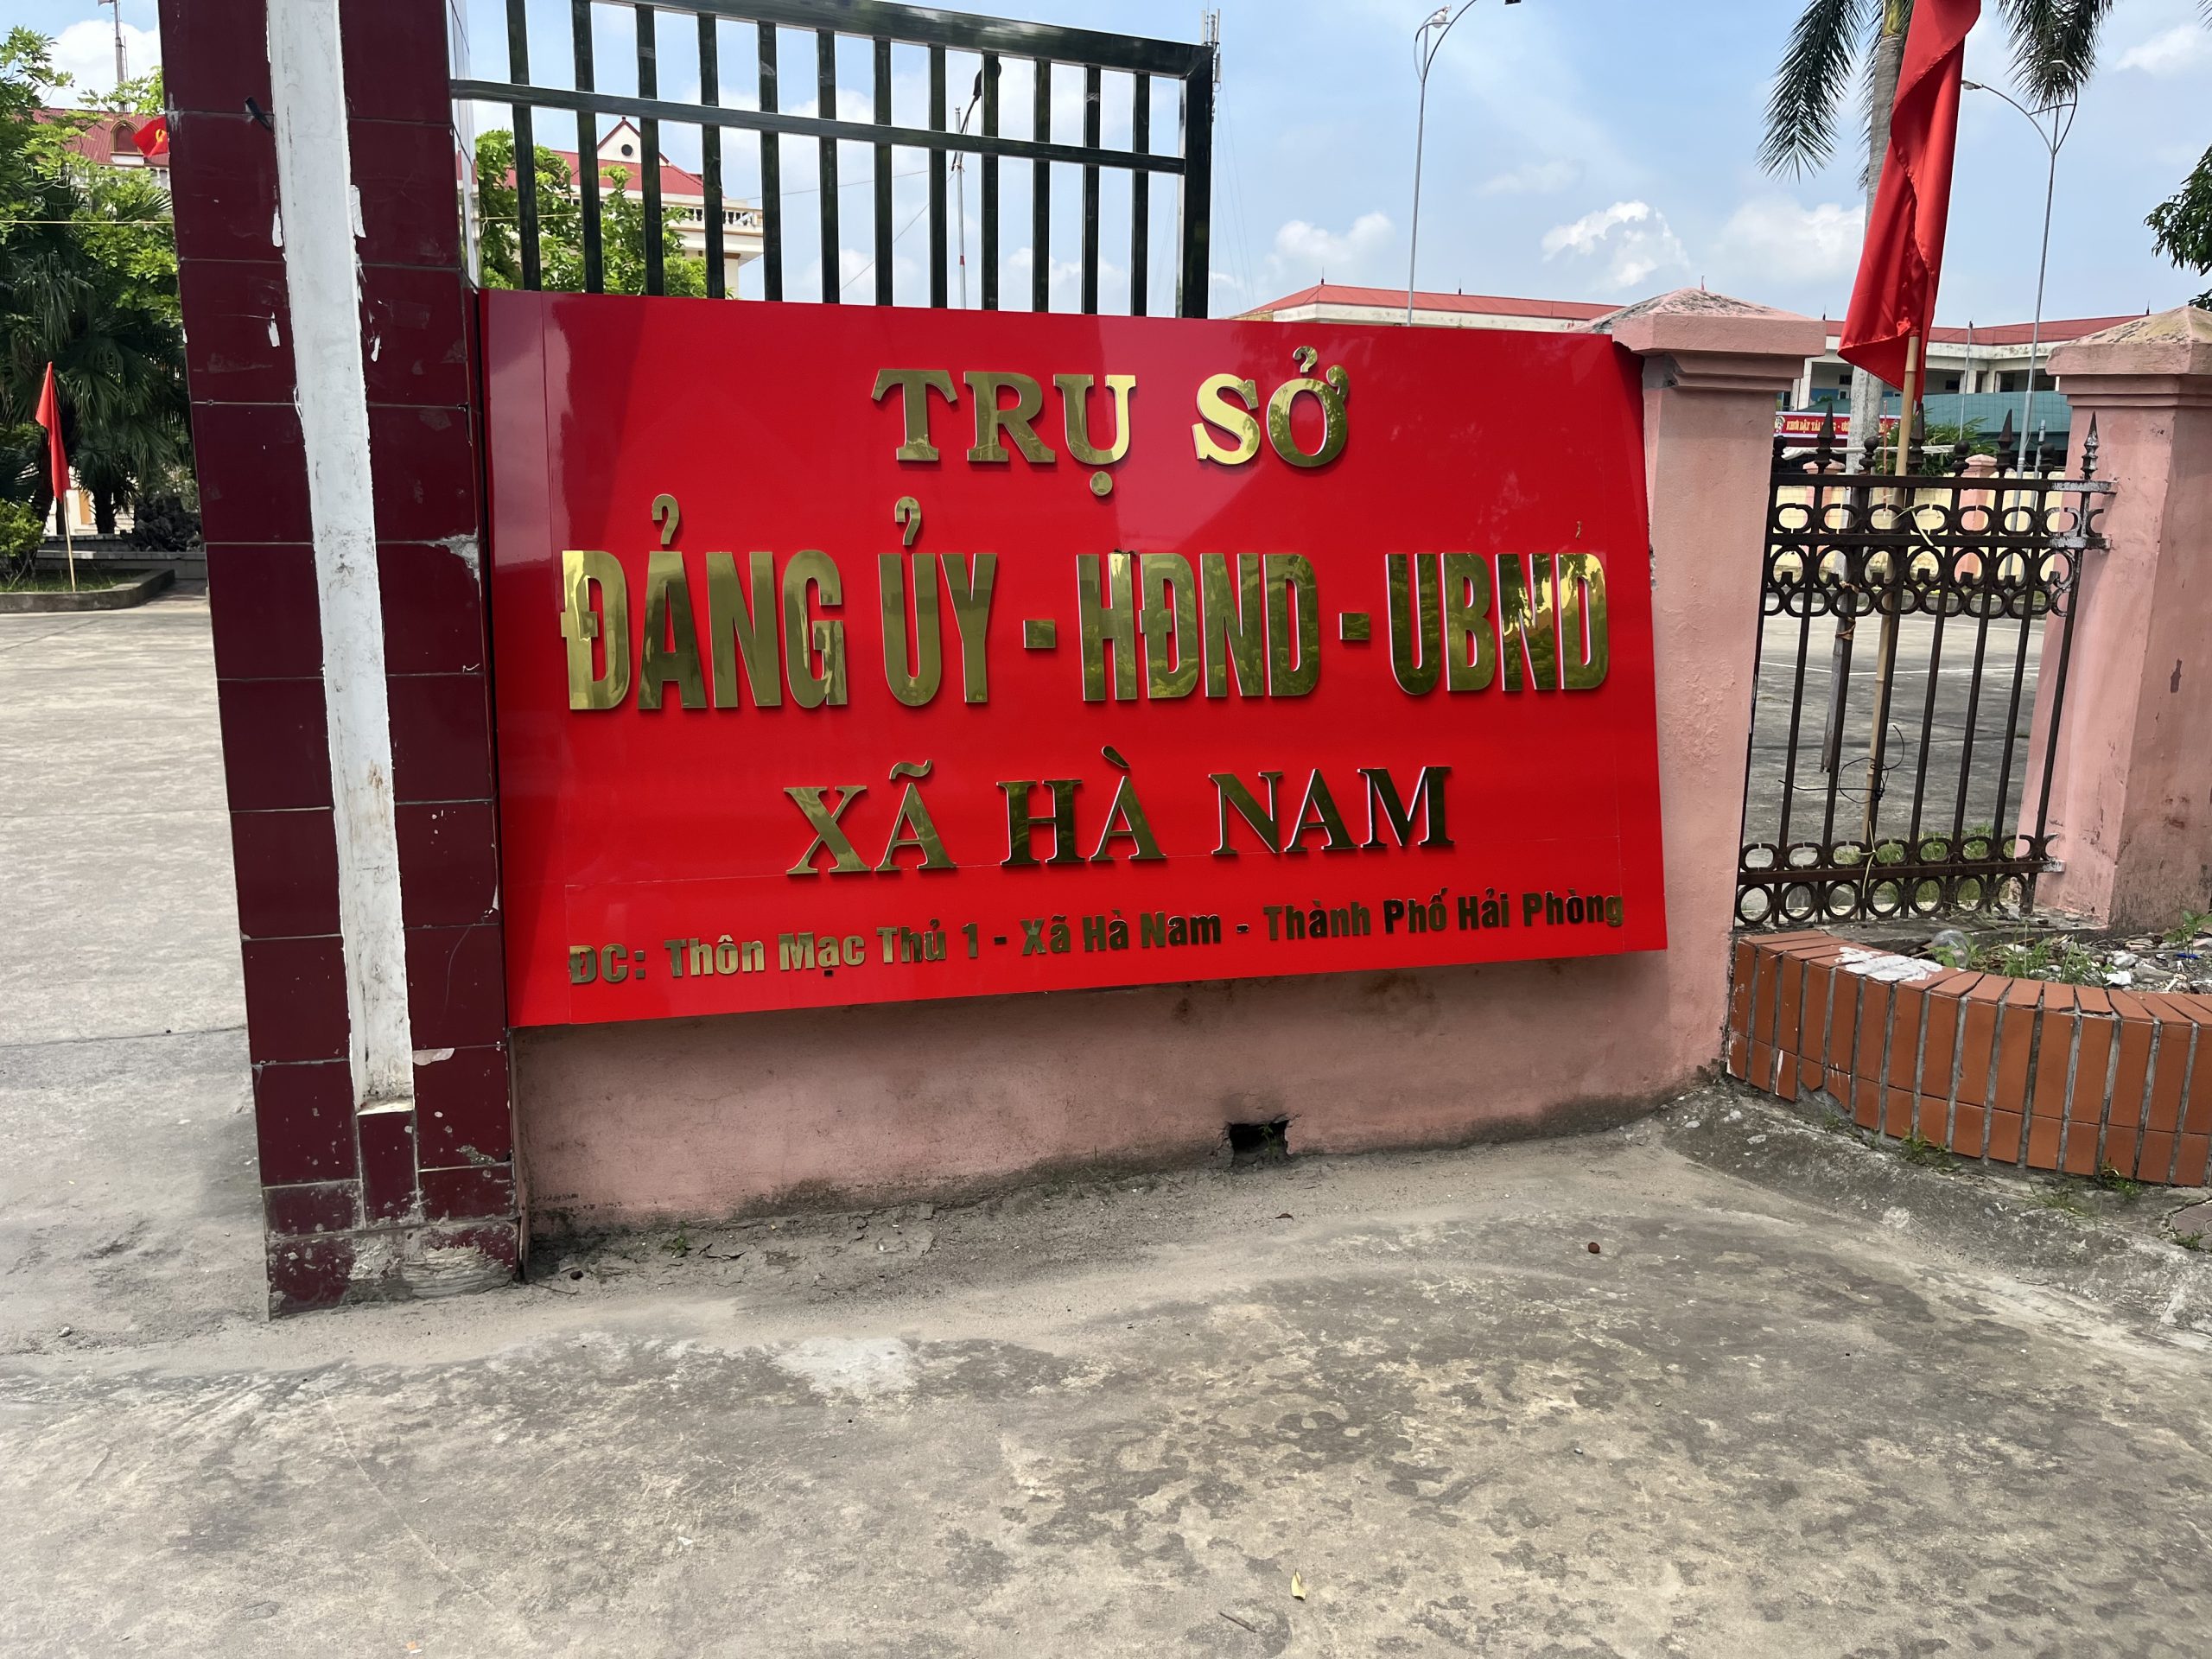 TRỤ SỞ
ĐẢNG ỦY - HĐND - UBND
XÃ HÀ NAM
ĐC: Thôn Mạc Thủ 1 - Xã Hà Nam - Thành Phố Hải Phòng